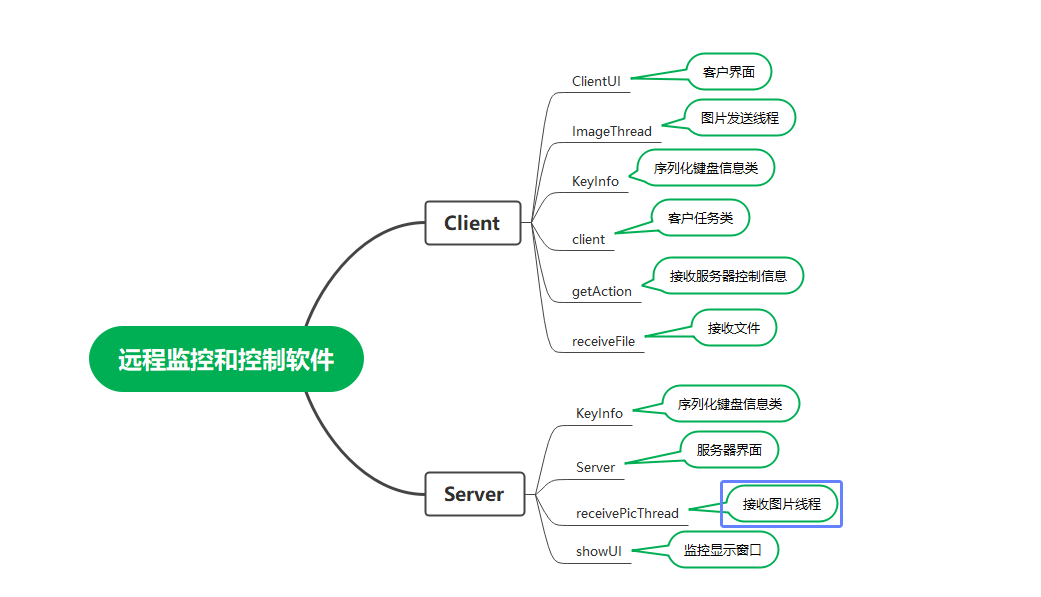 远程监控和控制软件
Client
ClientUI
客户界面
ImageThread
图片发送线程
KeyInfo
序列化键盘信息类
client
客户任务类
getAction
接收服务器控制信息
receiveFile
接收文件
Server
KeyInfo
序列化键盘信息类
Server
服务器界面
receivePicThread
接收图片线程
showUI
监控显示窗口